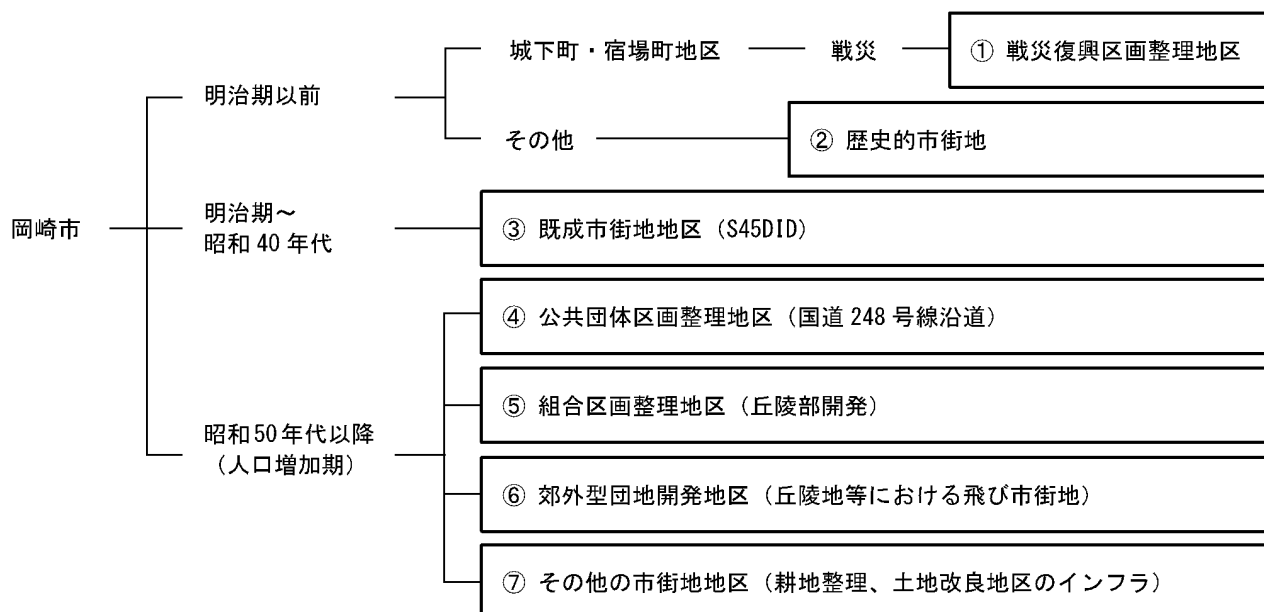 岡崎市
明治期以前
城下町・宿場町地区
戦災
① 戦災復興区画整理地区
その他
② 歴史的市街地
明治期～
昭和 40 年代
③ 既成市街地地区（S45DID）
昭和50年代以降
（人口増加期）
④ 公共団体区画整理地区（国道 248 号線沿道）
⑤ 組合区画整理地区（丘陵部開発）
⑥ 郊外型団地開発地区（丘陵地等における飛び市街地）
⑦ その他の市街地地区（耕地整理、土地改良地区のインフラ）